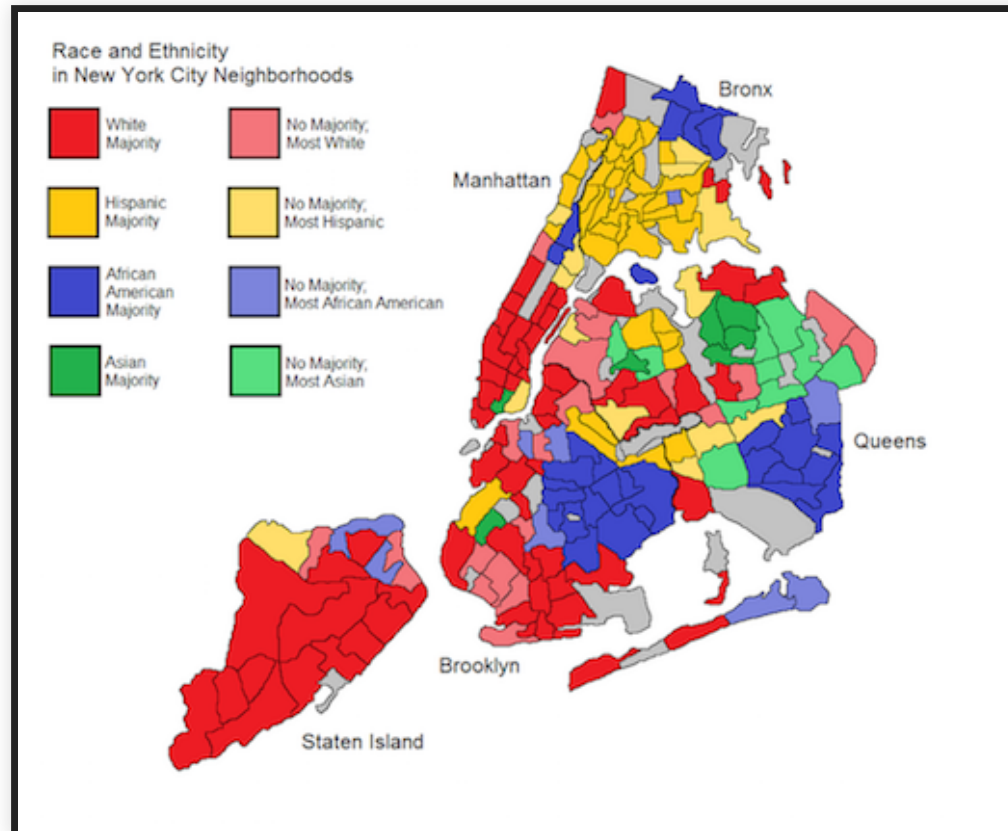 Race and Ethnicity
in New York City Neighborhoods
White
Majority
No Majority;
Most White
Hispanic
Majority
No Majority;
Most Hispanic
African
American
Majority
No Majority;
Most African American
Asian
Majority
No Majority;
Most Asian
Bronx
Manhattan
Queens
Brooklyn
Staten Island